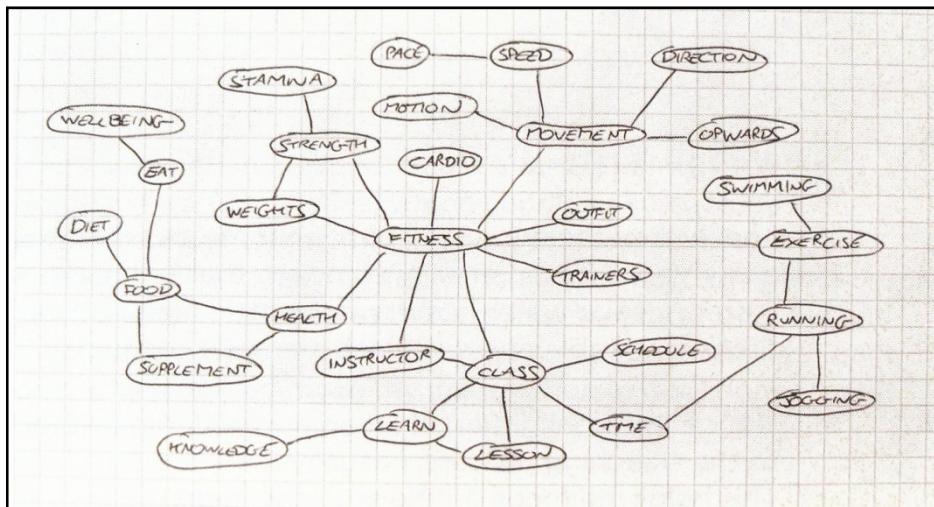 PACE
SPEED
DIRECTION
STAMINA
MOTION
MOVEMENT
UPWARDS
WELLBEING
STRENGTH
CARDIO
EAT
SWIMMING
WEIGHTS
OUTFIT
DIET
FITNESS
EXERCISE
TRAINERS
FOOD
HEALTH
RUNNING
INSTRUCTOR
SCHEDULE
SUPPLEMENT
CLASS
JOGGING
LEARN
TIME
KNOWLEDGE
LESSON